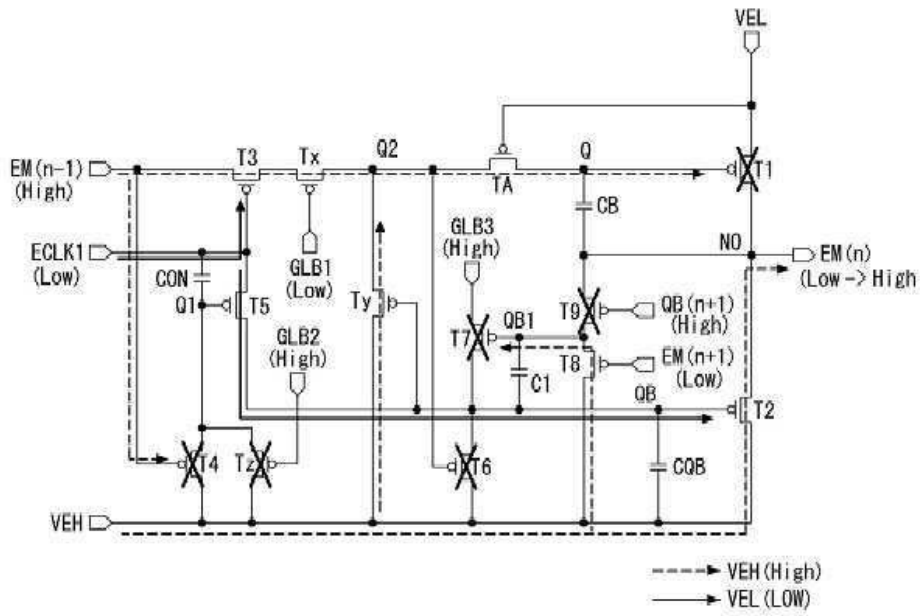 VEL
EM(n-1)
(High)
T3
Tx
Q2
TA
Q
T1
CB
ECLK1
(Low)
CON
GLB1
(Low)
GLB3
(High)
NO
EM(n)
(Low->High
Q1
T5
Ty
T7
QB1
T9
QB(n+1)
(High)
GLB2
(High)
C1
T8
EM(n+1)
(Low)
QB
T2
T4
Tz
T6
CQB
VEH
VEH(High)
VEL(LOW)